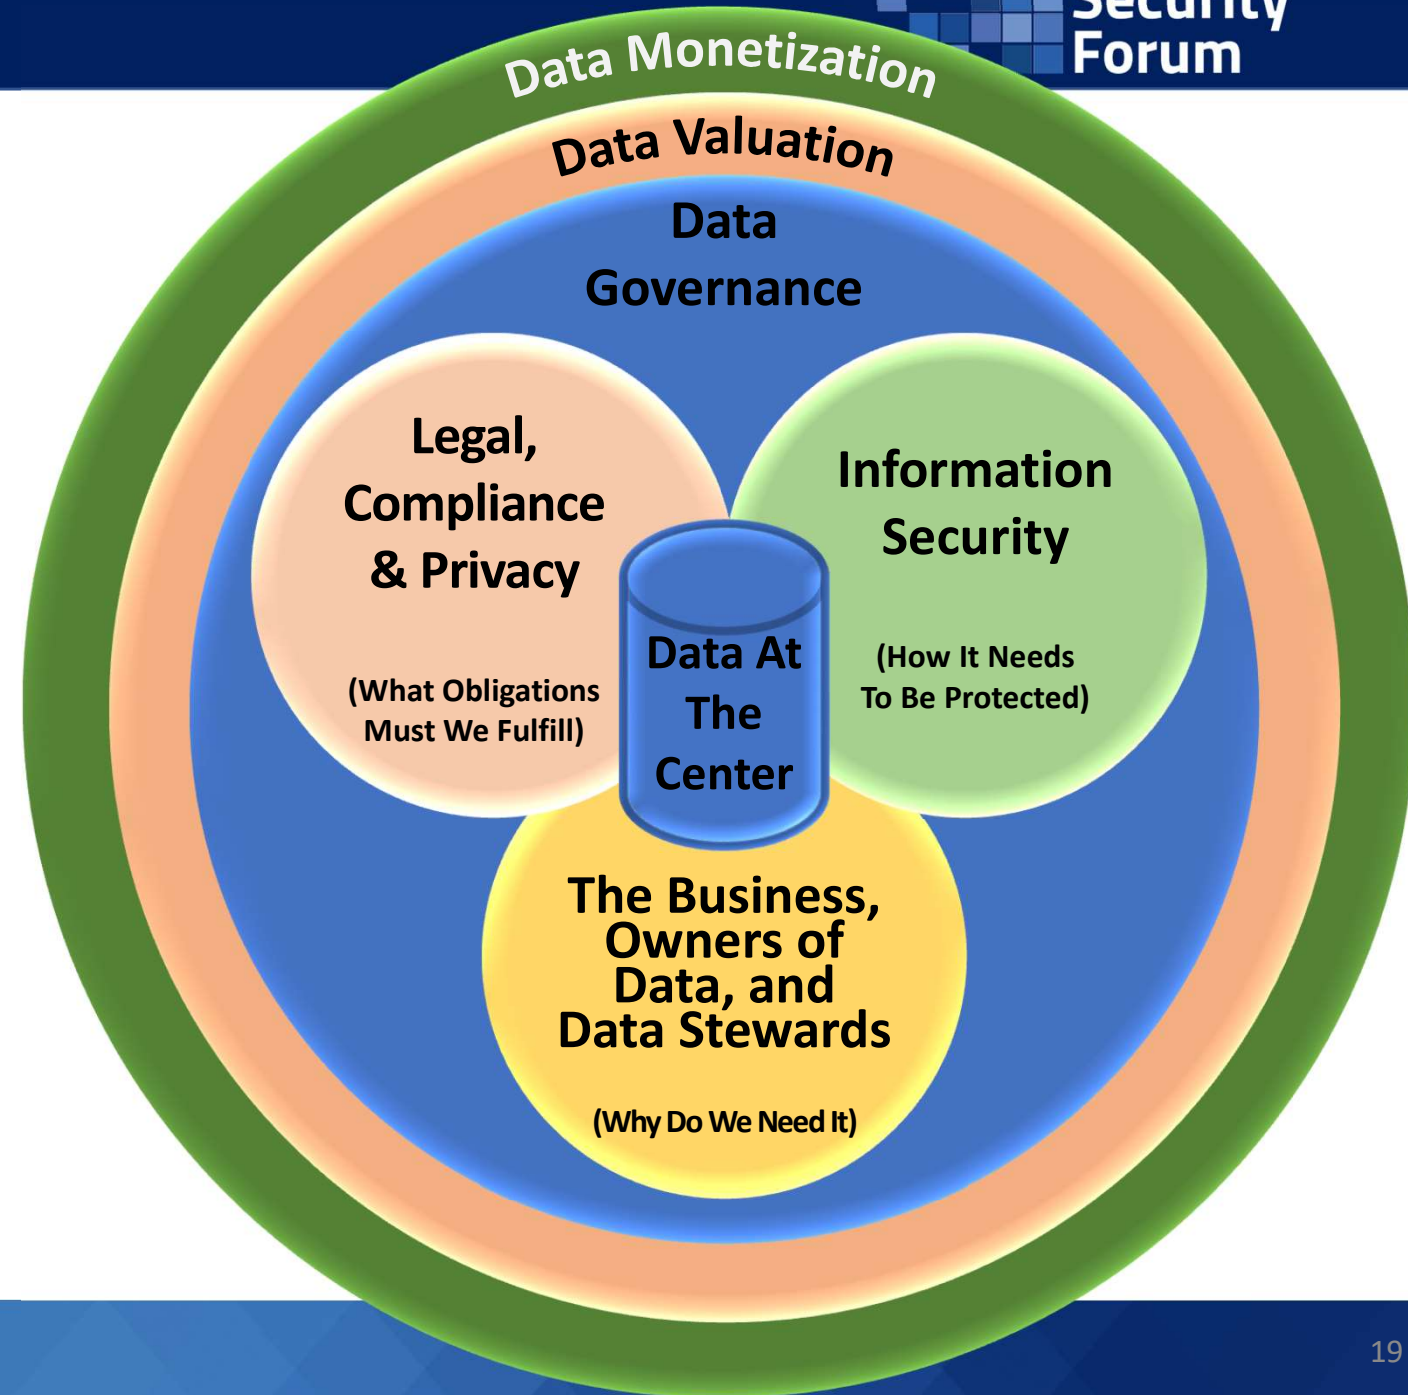 Security
Forum
Data Monetization
Data Valuation
Data
Governance
Legal,
Compliance
& Privacy
(What Obligations
Must We Fulfill)
Information
Security
(How It Needs
To Be Protected)
Data At
The
Center
The Business,
Owners of
Data, and
Data Stewards
(Why Do We Need It)
19